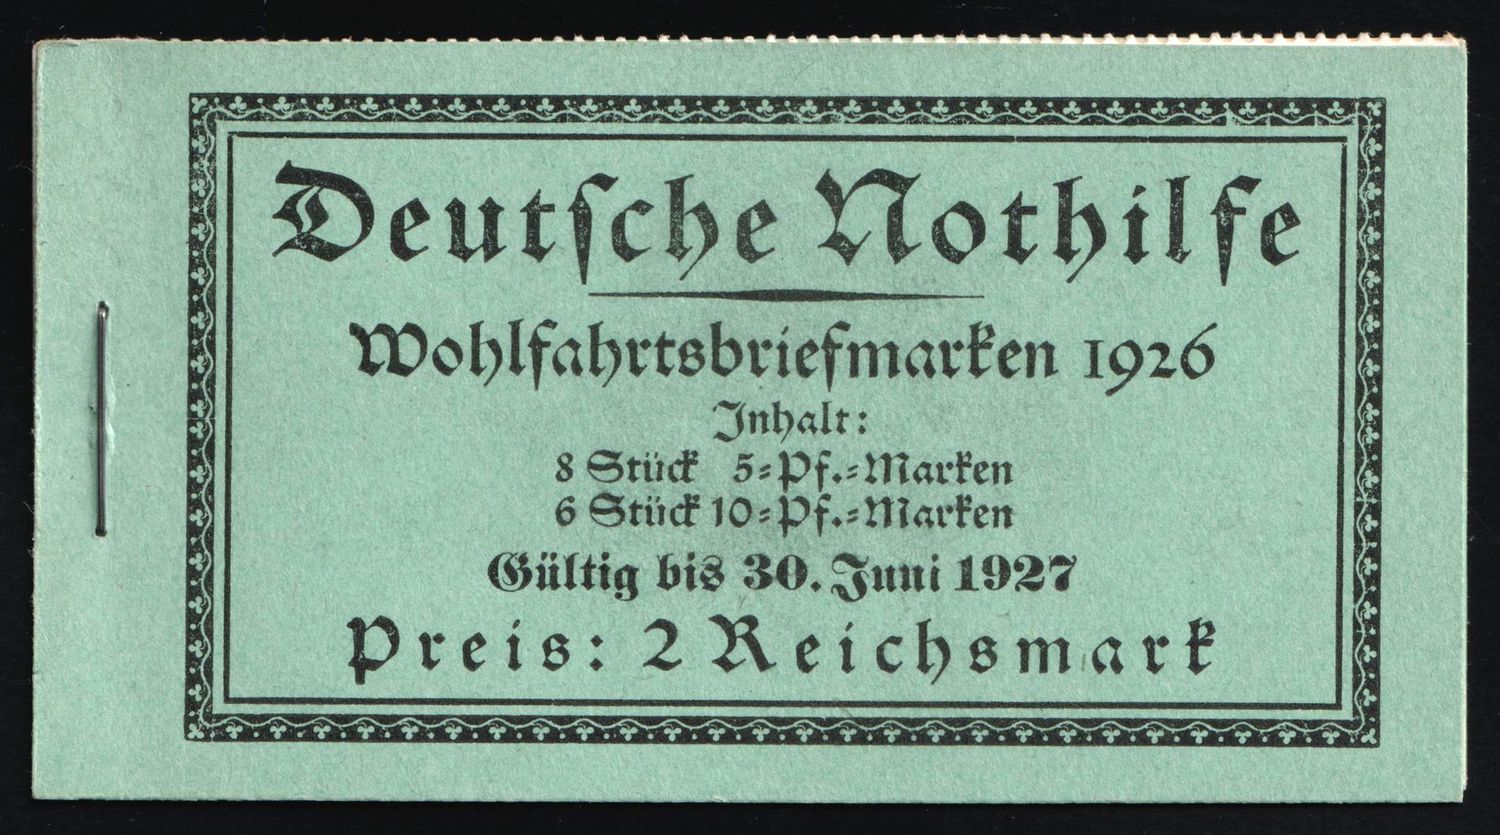 Deutſche Nothilfe
Wohlfahrtsbriefmarken 1926
Inhalt:
8 Stück 5=Pf.=Marken
6 Stück 10=Pf.=Marken
Gültig bis 30. Juni 1927
Preis: 2 Reichsmark